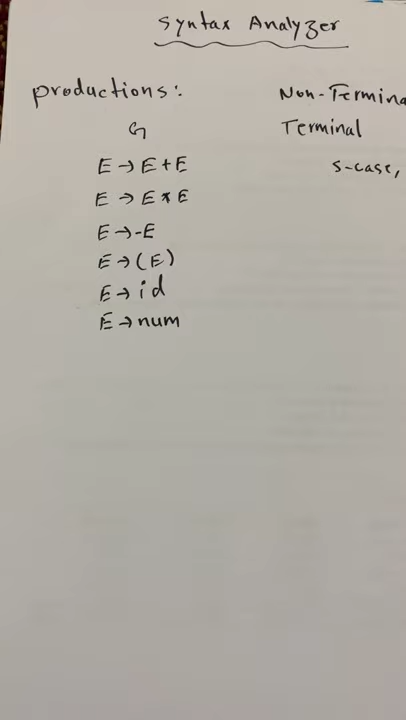 Syntax Analyzer
productions:
G
E → E + E
E → E * E
E → - E
E → (E)
E → id
E → num
Non-Termina
Terminal
s-case,